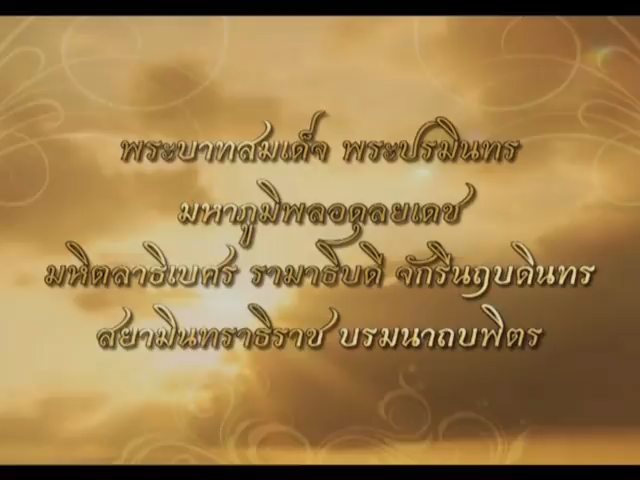 พระบาทสมเด็จ พระปรมินทร
มหาภูมิพลอดุลยเดช
มหิตลาธิเบศร รามาธิบดี จักรีนฤบดินทร
สยามินทราธิราช บรมนาถบพิตร